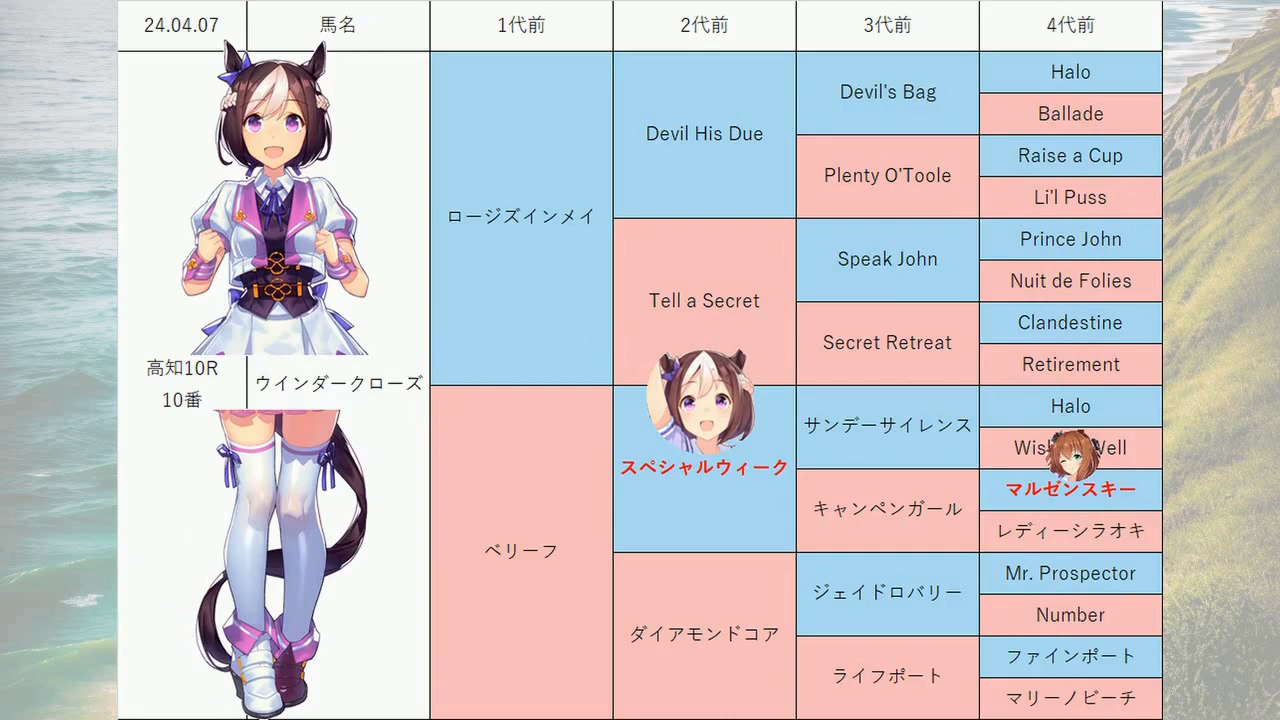 24.04.07
馬名
1代前
2代前
3代前
4代前
高知10R
10番
ウインダークローズ
ロージズインメイ
ベリーフ
Devil His Due
Tell a Secret
スペシャルウィーク
ダイアモンドコア
Devil's Bag
Plenty O'Toole
Speak John
Secret Retreat
サンデーサイレンス
キャンペンガール
ジェイドロバリー
ライフポート
Halo
Ballade
Raise a Cup
Li'l Puss
Prince John
Nuit de Folies
Clandestine
Retirement
Halo
マルゼンスキー
レディーシラオキ
Mr. Prospector
Number
ファインポート
マリーノビーチ